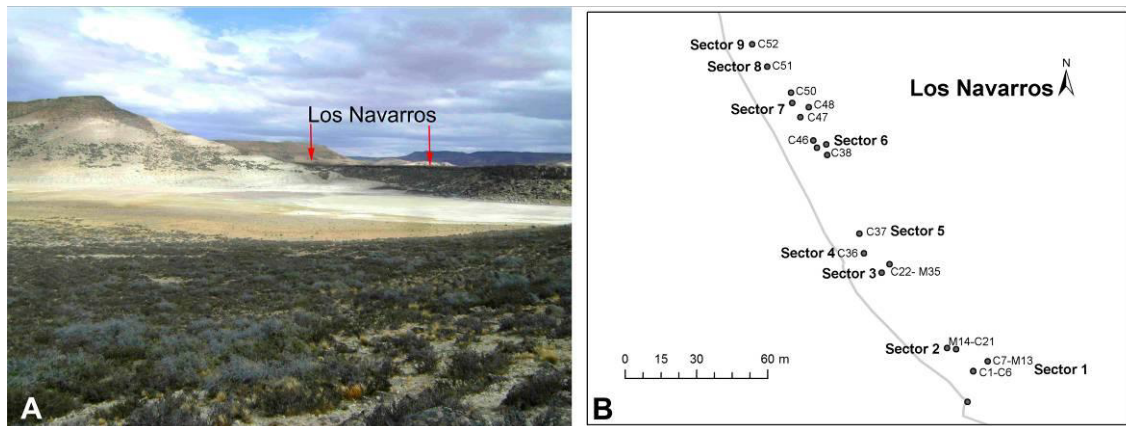 Los Navarros
A
Sector 9 C52
Sector 8 C51
Los Navarros
N
C50
Sector 7
C48
C47
C46
Sector 6
C38
C37 Sector 5
Sector 4 C36
Sector 3
C22- M35
M14-C21
Sector 2
C7-M13
Sector 1
C1-C6
0 30 60 m
B